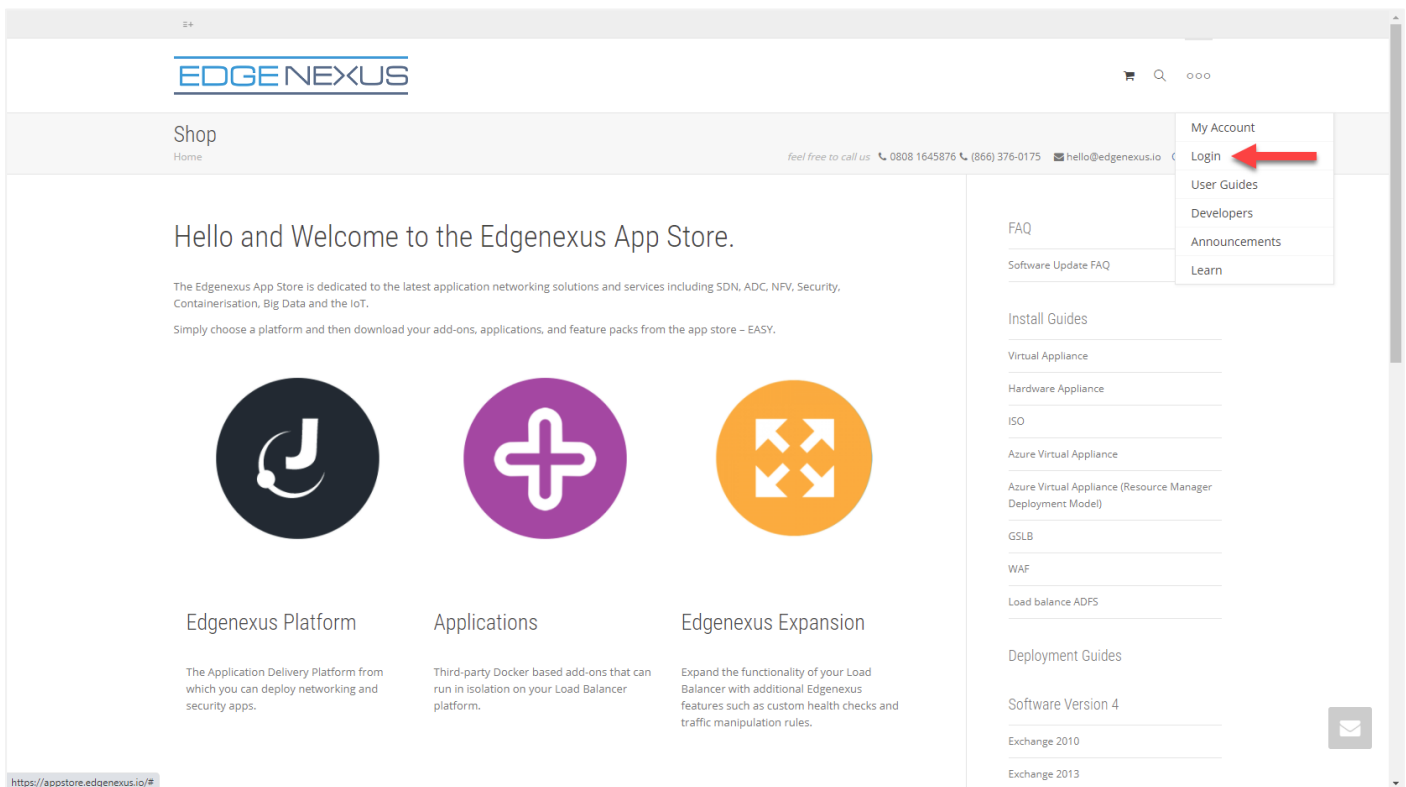 EDGENEXUS
Shop
Home
feel free to call us 0808 1645876 (866) 376-0175 hello@edgenexus.io
My Account
Login
User Guides
Developers
Announcements
Learn
Hello and Welcome to the Edgenexus App Store.
The Edgenexus App Store is dedicated to the latest application networking solutions and services including SDN, ADC, NFV, Security,
Containerisation, Big Data and the IoT.
Simply choose a platform and then download your add-ons, applications, and feature packs from the app store – EASY.
Edgenexus Platform
The Application Delivery Platform from
which you can deploy networking and
security apps.
Applications
Third-party Docker based add-ons that can
run in isolation on your Load Balancer
platform.
Edgenexus Expansion
Expand the functionality of your Load
Balancer with additional Edgenexus
features such as custom health checks and
traffic manipulation rules.
FAQ
Software Update FAQ
Install Guides
Virtual Appliance
Hardware Appliance
ISO
Azure Virtual Appliance
Azure Virtual Appliance (Resource Manager
Deployment Model)
GSLB
WAF
Load balance ADFS
Deployment Guides
Software Version 4
Exchange 2010
Exchange 2013
https://appstore.edgenexus.io/#